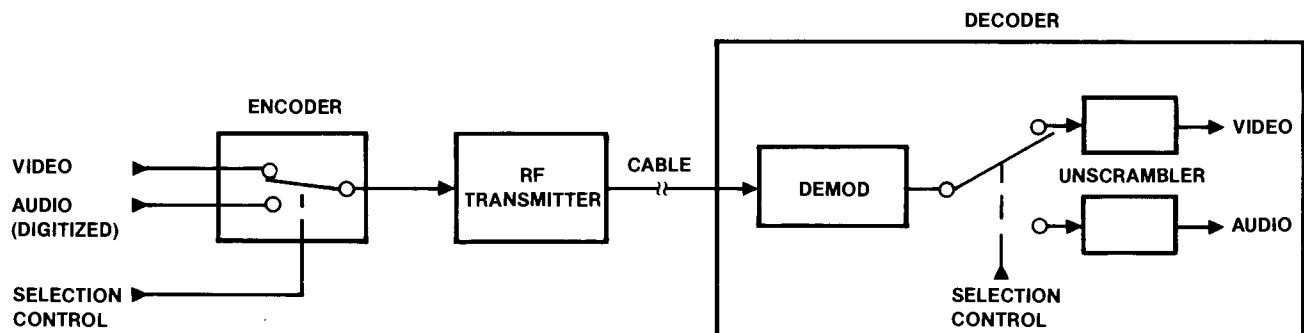 DECODER
ENCODER
VIDEO
AUDIO
(DIGITIZED)
SELECTION
CONTROL
RF
TRANSMITTER
CABLE
DEMOD
SELECTION
CONTROL
UNSCRAMBLER
VIDEO
AUDIO